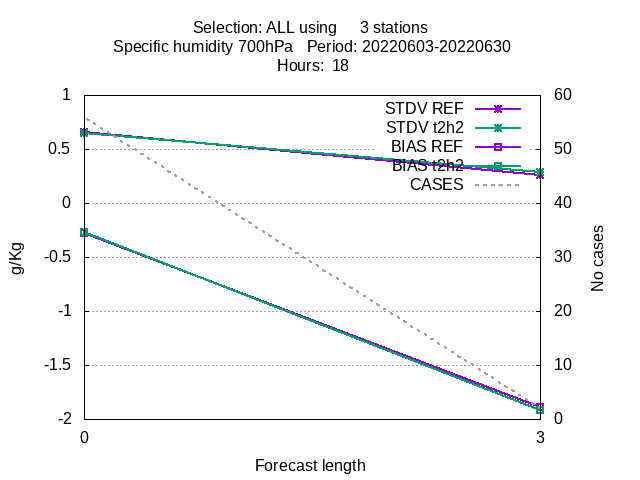 Selection: ALL using 3 stations
Specific humidity 700hPa Period: 20220603-20220630
Hours: 18
1
0.5
0
-0.5
-1
-1.5
-2
g/Kg
60
50
40
30
20
10
0
No cases
STDV REF
STDV t2h2
BIAS REF
BIAS t2h2
CASES
0
3
Forecast length